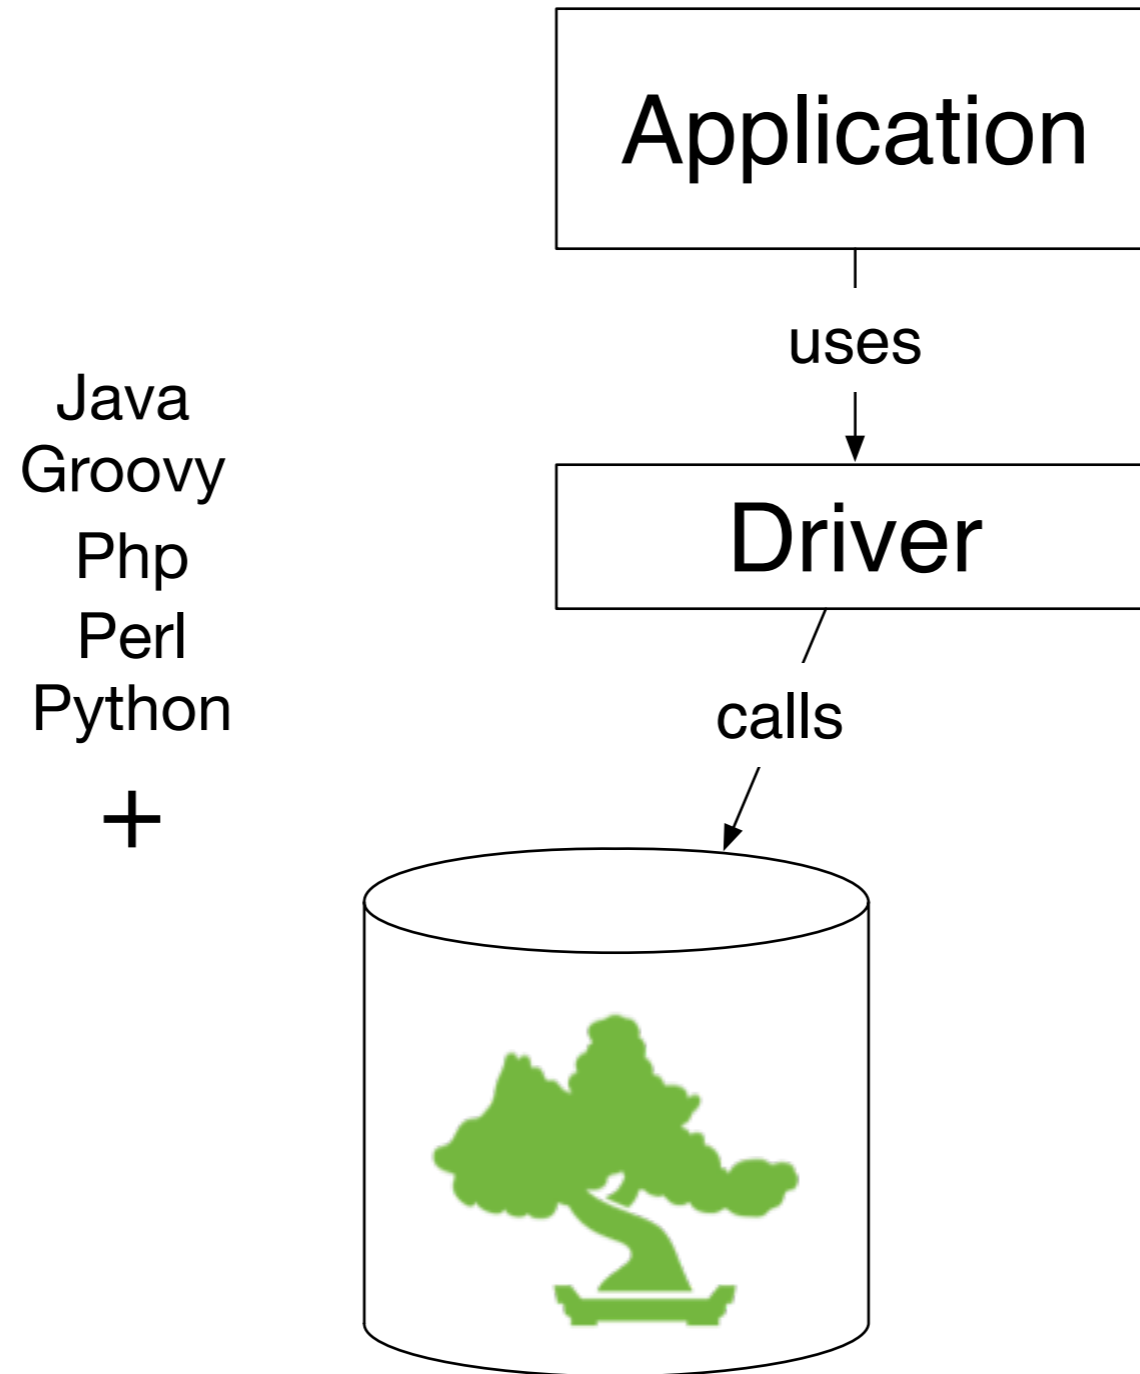 Application
uses
Java
Groovy
Php
Perl
Python
+
Driver
calls